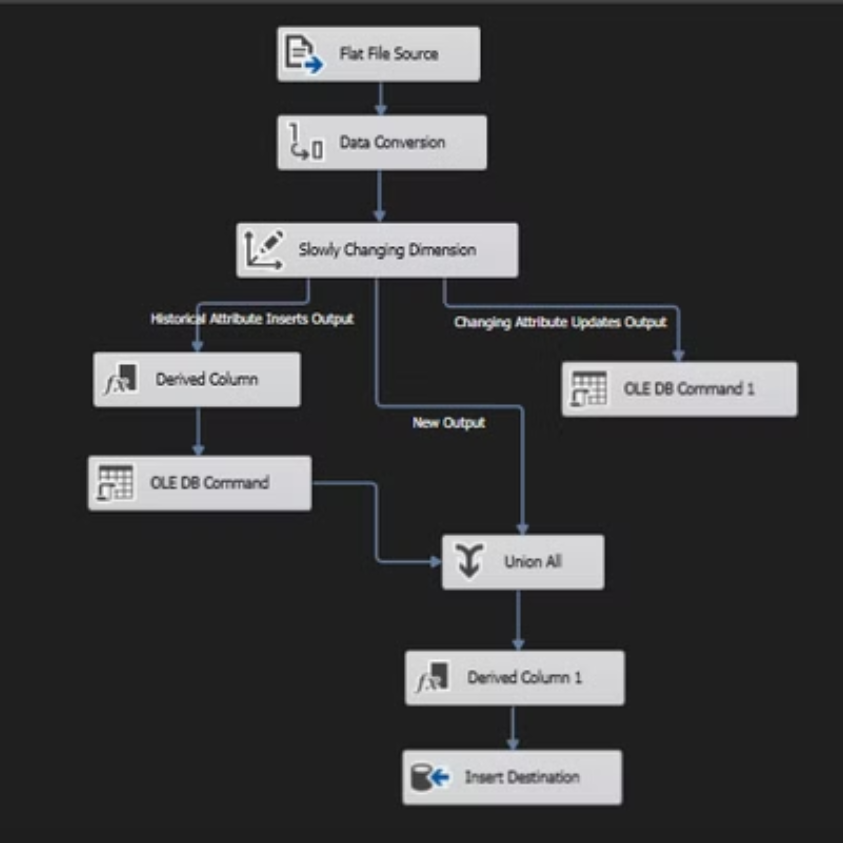 Flat File Source
Data Conversion
Slowly Changing Dimension
Historical Attribute Inserts Output
Changing Attribute Updates Output
Derived Column
OLE DB Command 1
New Output
OLE DB Command
Union All
Derived Column 1
Insert Destination